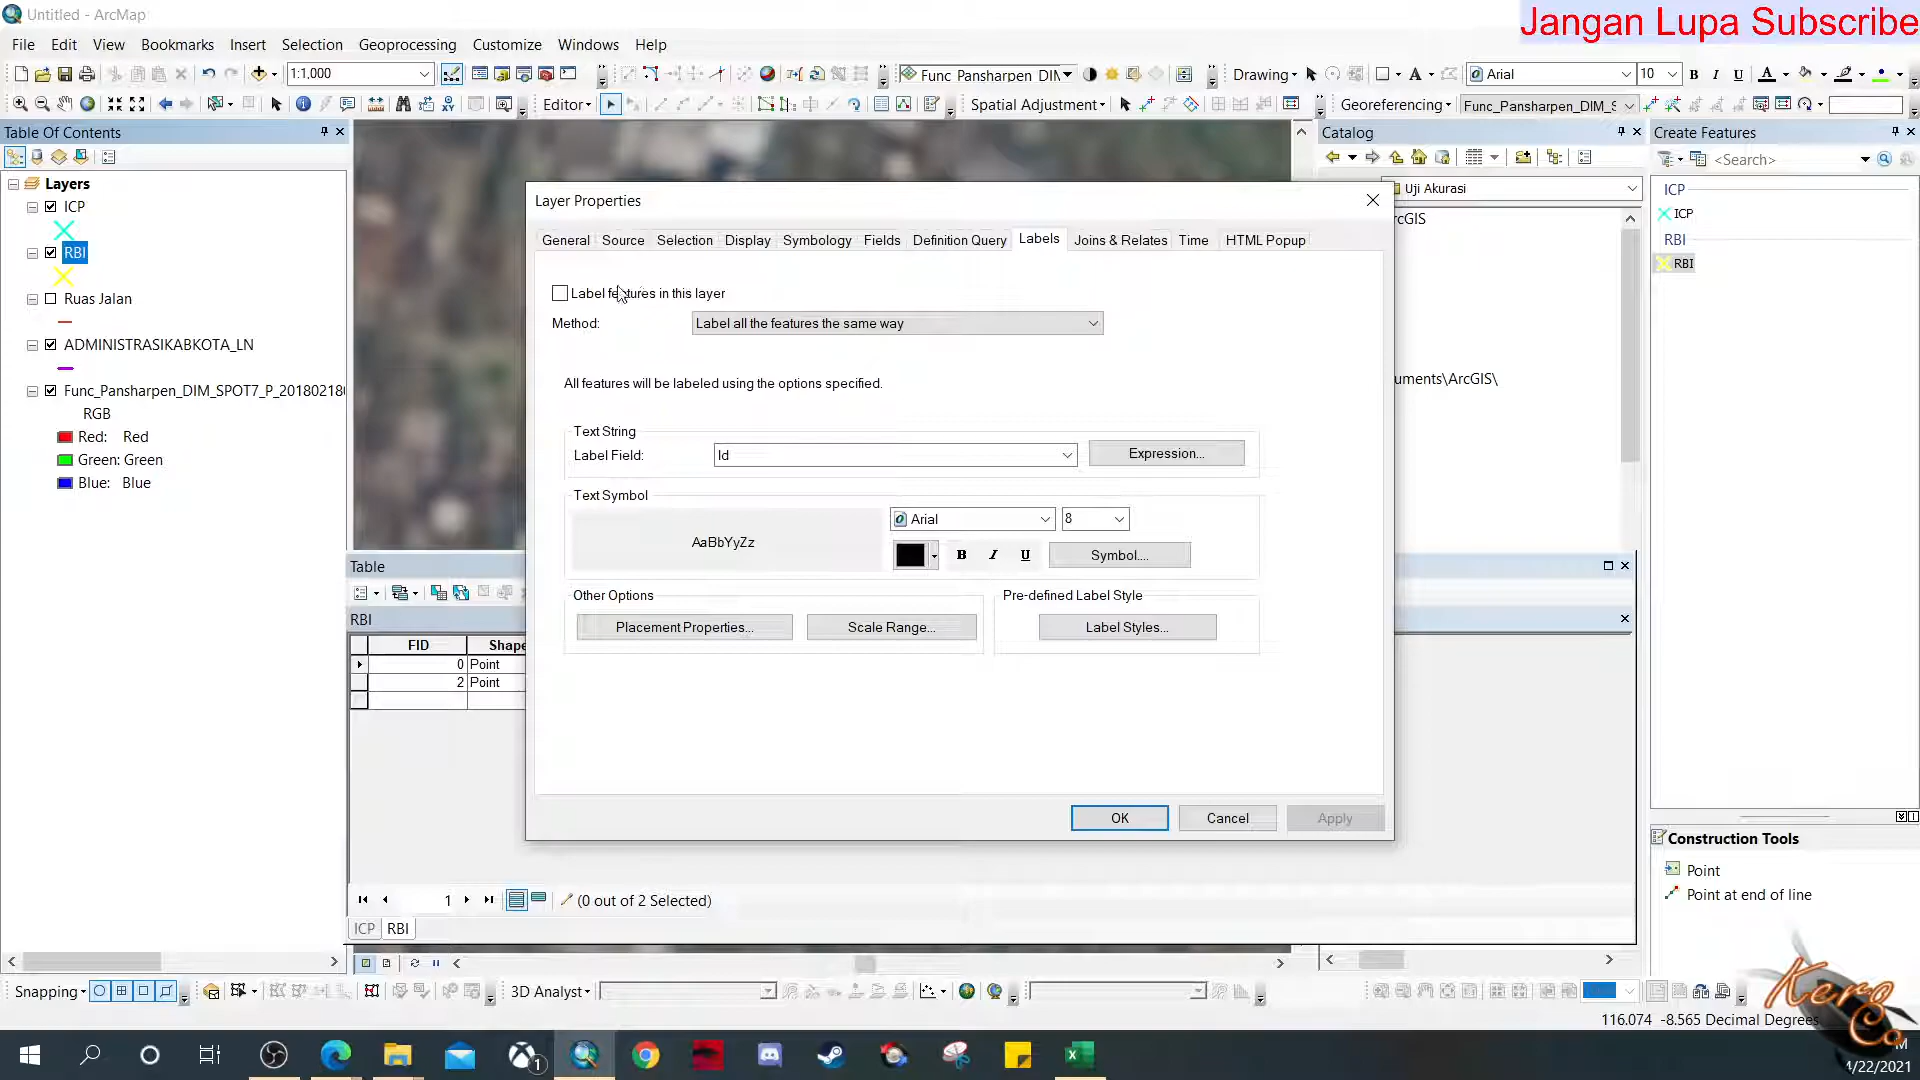 Untitled - ArcMap
Jangan Lupa Subscribe
File Edit View Bookmarks Insert Selection Geoprocessing Customize Windows Help
1:1,000
Func_Pansharpen_DIM
Drawing
Arial
10
B I U A
Editor
Spatial Adjustment
Georeferencing
Func_Pansharpen_DIM_S
Table Of Contents
Catalog
Create Features
<Search>
Uji Akurasi
Layers
ICP
RBI
Ruas Jalan
ADMINISTRASIKABKOTA_LN
Func_Pansharpen_DIM_SPOT7_P_20180218
RGB
Red: Red
Green: Green
Blue: Blue
Layer Properties
General Source Selection Display Symbology Fields Definition Query Labels Joins & Relates Time HTML Popup
Label features in this layer
Method:
Label all the features the same way
All features will be labeled using the options specified.
Text String
Label Field:
Id
Expression...
Text Symbol
AaBbYyZz
Arial
8
B I U
Symbol...
Other Options
Placement Properties...
Scale Range...
Pre-defined Label Style
Label Styles...
OK
Cancel
Apply
rcGIS
uments\ArcGIS\
ICP
ICP
RBI
RBI
Table
RBI
FID Shape
0 Point
2 Point
1
(0 out of 2 Selected)
ICP RBI
Construction Tools
Point
Point at end of line
Snapping
3D Analyst
116.074 -8.565 Decimal Degrees
1
Kero
Co
M
4/22/2021